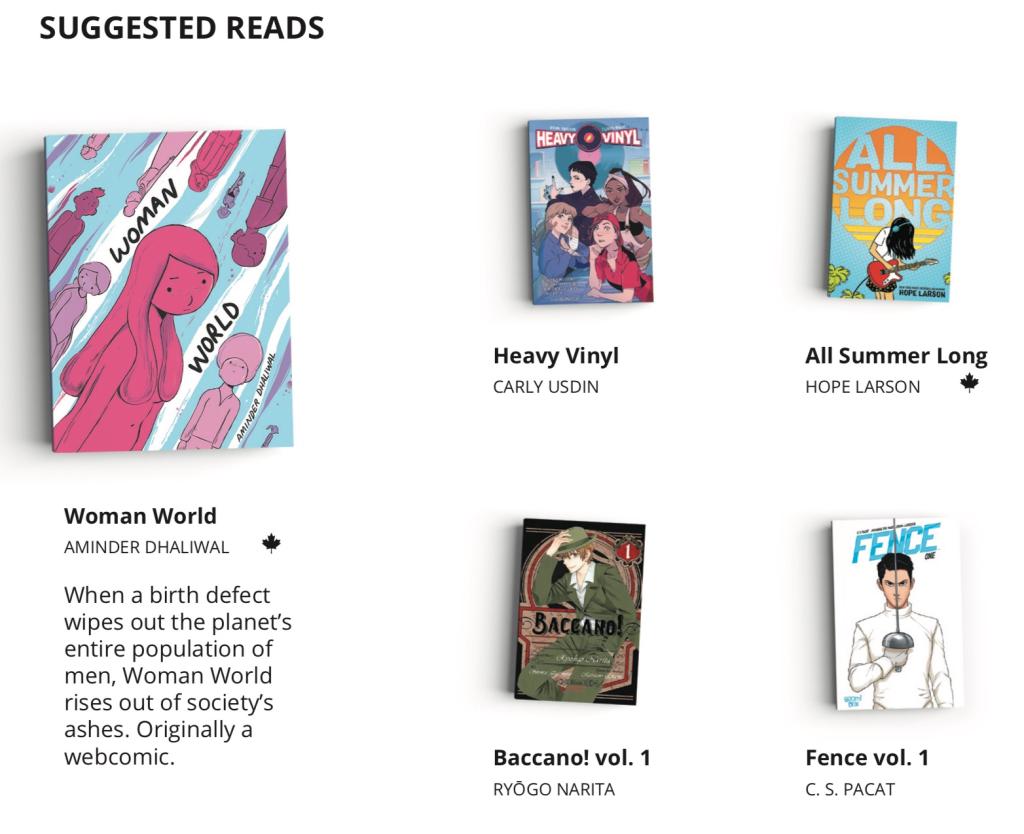 SUGGESTED READS
WOMAN
WORLD
AMINDER DHALIWAL
Woman World
AMINDER DHALIWAL
When a birth defect
wipes out the planet’s
entire population of
men, Woman World
rises out of society’s
ashes. Originally a
webcomic.
HEAVY VINYL
Heavy Vinyl
CARLY USDIN
ALL
SUMMER
LONG
HOPE LARSON
All Summer Long
HOPE LARSON
1
BACCANO!
Ryōgo Narita
Baccano! vol. 1
RYŌGO NARITA
FENCE
ONE
Fence vol. 1
C. S. PACAT